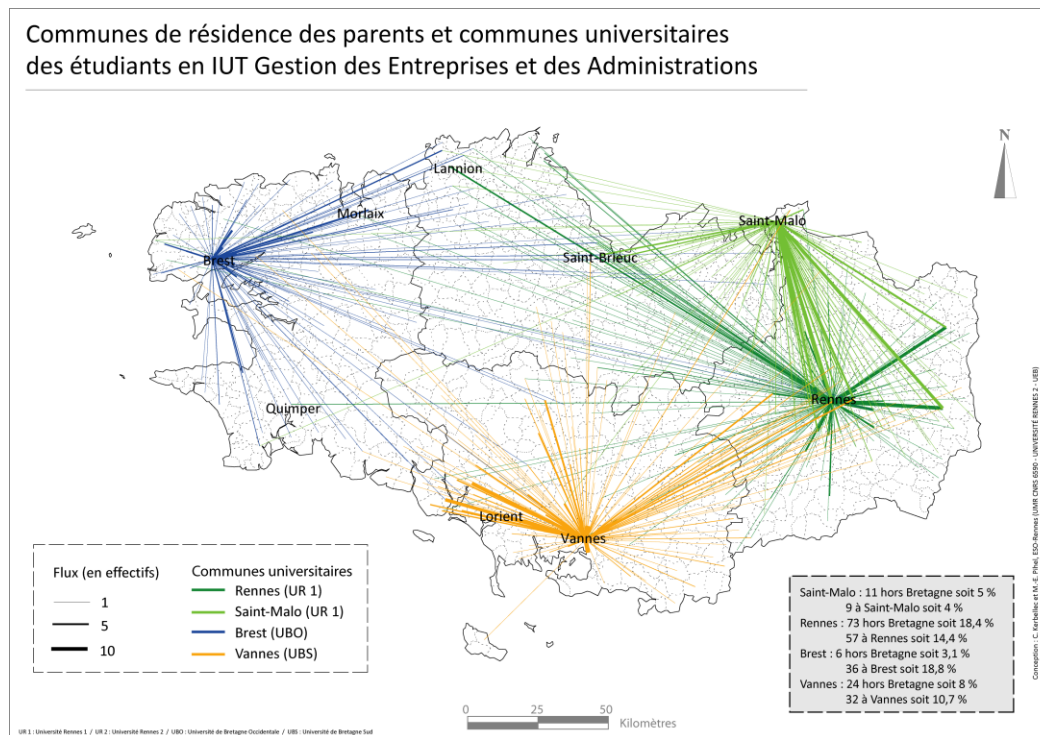 Communes de résidence des parents et communes universitaires
des étudiants en IUT Gestion des Entreprises et des Administrations
N
Lannion
Morlaix
Saint-Malo
Brest
Saint-Brieuc
Rennes
Quimper
Lorient
Vannes
Flux (en effectifs)
1
5
10
Communes universitaires
Rennes (UR 1)
Saint-Malo (UR 1)
Brest (UBO)
Vannes (UBS)
Saint-Malo : 11 hors Bretagne soit 5 %
9 à Saint-Malo soit 4 %
Rennes : 73 hors Bretagne soit 18,4 %
57 à Rennes soit 14,4 %
Brest : 6 hors Bretagne soit 3,1 %
36 à Brest soit 18,8 %
Vannes : 24 hors Bretagne soit 8 %
32 à Vannes soit 10,7 %
0 25 50
Kilomètres
UR 1 : Université Rennes 1 / UR 2 : Université Rennes 2 / UBO : Université de Bretagne Occidentale / UBS : Université de Bretagne Sud
Conception : C. Kerbellec et M.-E. Pihel, ESO-Rennes (UMR CNRS 6590 - UNIVERSITÉ RENNES 2 - UEB)